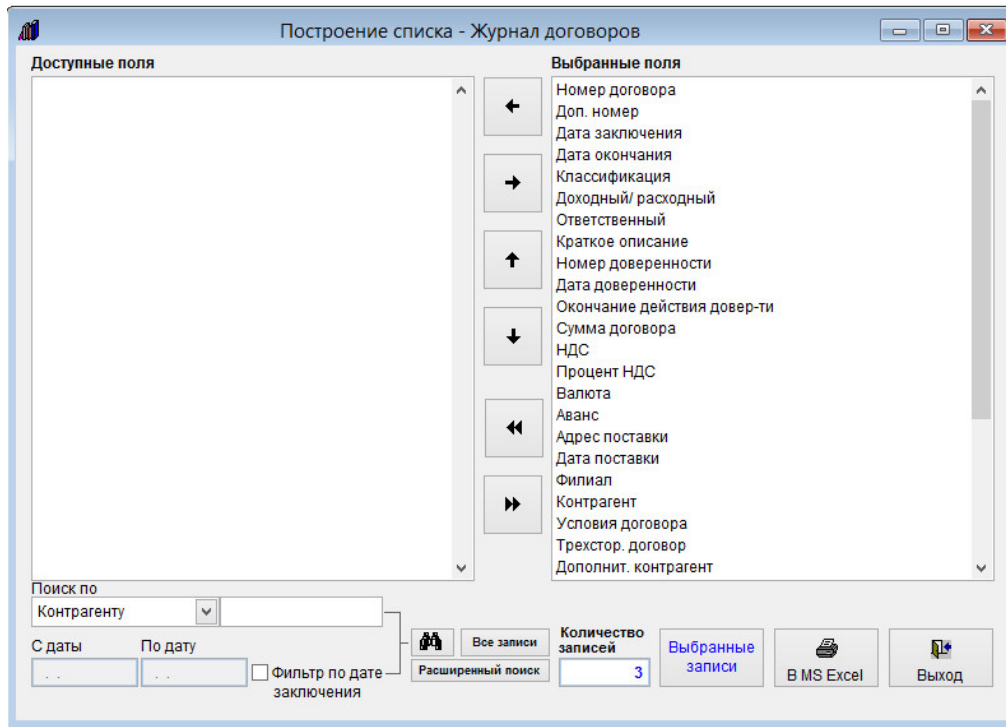 Построение списка - Журнал договоров
Доступные поля
Выбранные поля
Номер договора
Доп. номер
Дата заключения
Дата окончания
Классификация
Доходный/ расходный
Ответственный
Краткое описание
Номер доверенности
Дата доверенности
Окончание действия довер-ти
Сумма договора
НДС
Процент НДС
Валюта
Аванс
Адрес поставки
Дата поставки
Филиал
Контрагент
Условия договора
Трехстор. договор
Дополнит. контрагент
Поиск по
Контрагенту
С даты
По дату
. .
. .
Фильтр по дате
заключения
Все записи
Расширенный поиск
Количество
записей
3
Выбранные
записи
В MS Excel
Выход